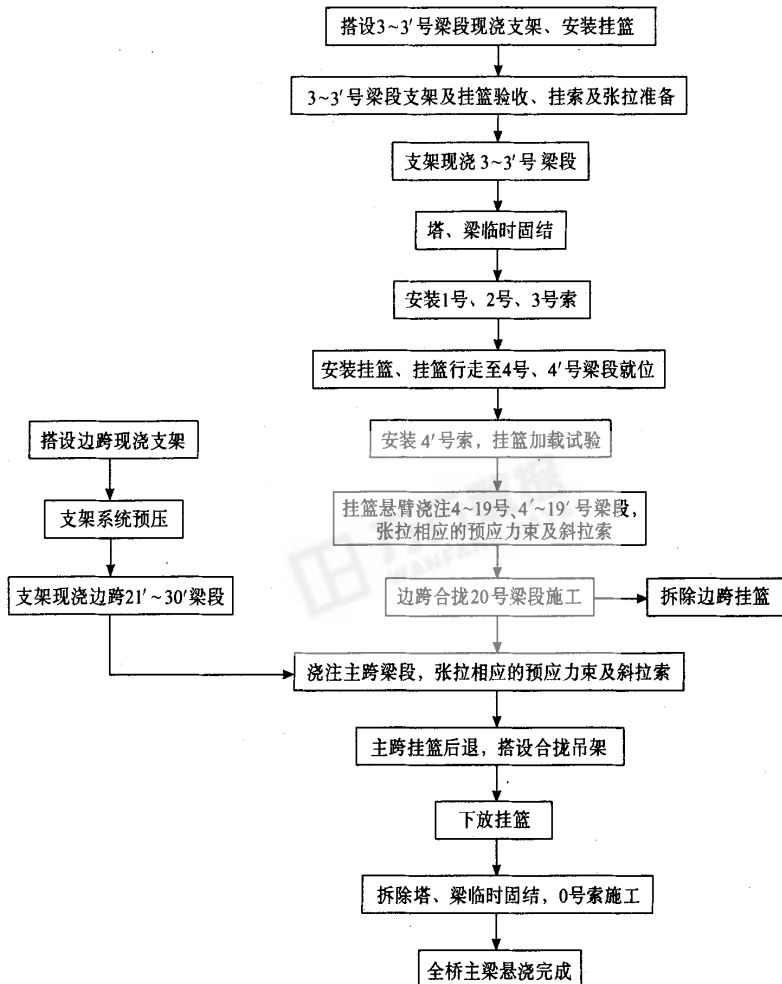 搭设3~3′号梁段现浇支架、安装挂篮
3~3′号梁段支架及挂篮验收、挂索及张拉准备
支架现浇3~3′号梁段
塔、梁临时固结
安装1号、2号、3号索
安装挂篮、挂篮行走至4号、4′号梁段就位
搭设边跨现浇支架
安装4′号索，挂篮加载试验
支架系统预压
挂篮悬臂浇注4~19号、4′~19′号梁段，
张拉相应的预应力束及斜拉索
支架现浇边跨21′~30′梁段
边跨合拢20号梁段施工
拆除边跨挂篮
浇注主跨梁段，张拉相应的预应力束及斜拉索
主跨挂篮后退，搭设合拢吊架
下放挂篮
拆除塔、梁临时固结，0号索施工
全桥主梁悬浇完成